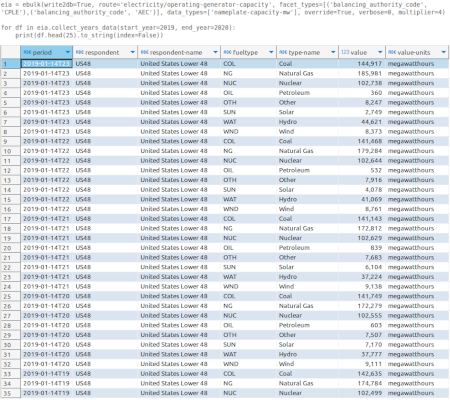 eia = ebulk(write2db=True, route='electricity/operating-generator-capacity', facet_types=[('balancing_authority_code',
'CPLE'),('balancing_authority_code', 'AEC')], data_types=['nameplate-capacity-mw'], override=True, verbose=0, multiplier=4)
for df in eia.collect_years_data(start_year=2019, end_year=2020):
print(df.head(25).to_string(index=False))
period respondent respondent-name fueltype type-name 123 value value-units
1 2019-01-14T23 US48 United States Lower 48 COL Coal 144,917 megawatthours
2 2019-01-14T23 US48 United States Lower 48 NG Natural Gas 185,981 megawatthours
3 2019-01-14T23 US48 United States Lower 48 NUC Nuclear 102,738 megawatthours
4 2019-01-14T23 US48 United States Lower 48 OIL Petroleum 360 megawatthours
5 2019-01-14T23 US48 United States Lower 48 OTH Other 8,247 megawatthours
6 2019-01-14T23 US48 United States Lower 48 SUN Solar 2,749 megawatthours
7 2019-01-14T23 US48 United States Lower 48 WAT Hydro 44,621 megawatthours
8 2019-01-14T23 US48 United States Lower 48 WND Wind 8,373 megawatthours
9 2019-01-14T22 US48 United States Lower 48 COL Coal 141,468 megawatthours
10 2019-01-14T22 US48 United States Lower 48 NG Natural Gas 179,284 megawatthours
11 2019-01-14T22 US48 United States Lower 48 NUC Nuclear 102,644 megawatthours
12 2019-01-14T22 US48 United States Lower 48 OIL Petroleum 532 megawatthours
13 2019-01-14T22 US48 United States Lower 48 OTH Other 7,916 megawatthours
14 2019-01-14T22 US48 United States Lower 48 SUN Solar 4,078 megawatthours
15 2019-01-14T22 US48 United States Lower 48 WAT Hydro 41,069 megawatthours
16 2019-01-14T22 US48 United States Lower 48 WND Wind 8,761 megawatthours
17 2019-01-14T21 US48 United States Lower 48 COL Coal 141,143 megawatthours
18 2019-01-14T21 US48 United States Lower 48 NG Natural Gas 172,812 megawatthours
19 2019-01-14T21 US48 United States Lower 48 NUC Nuclear 102,629 megawatthours
20 2019-01-14T21 US48 United States Lower 48 OIL Petroleum 839 megawatthours
21 2019-01-14T21 US48 United States Lower 48 OTH Other 7,683 megawatthours
22 2019-01-14T21 US48 United States Lower 48 SUN Solar 6,104 megawatthours
23 2019-01-14T21 US48 United States Lower 48 WAT Hydro 37,224 megawatthours
24 2019-01-14T21 US48 United States Lower 48 WND Wind 9,138 megawatthours
25 2019-01-14T20 US48 United States Lower 48 COL Coal 141,749 megawatthours
26 2019-01-14T20 US48 United States Lower 48 NG Natural Gas 172,279 megawatthours
27 2019-01-14T20 US48 United States Lower 48 NUC Nuclear 102,555 megawatthours
28 2019-01-14T20 US48 United States Lower 48 OIL Petroleum 603 megawatthours
29 2019-01-14T20 US48 United States Lower 48 OTH Other 7,507 megawatthours
30 2019-01-14T20 US48 United States Lower 48 SUN Solar 7,170 megawatthours
31 2019-01-14T20 US48 United States Lower 48 WAT Hydro 37,777 megawatthours
32 2019-01-14T20 US48 United States Lower 48 WND Wind 9,111 megawatthours
33 2019-01-14T19 US48 United States Lower 48 COL Coal 142,635 megawatthours
34 2019-01-14T19 US48 United States Lower 48 NG Natural Gas 174,784 megawatthours
35 2019-01-14T19 US48 United States Lower 48 NUC Nuclear 102,499 megawatthours